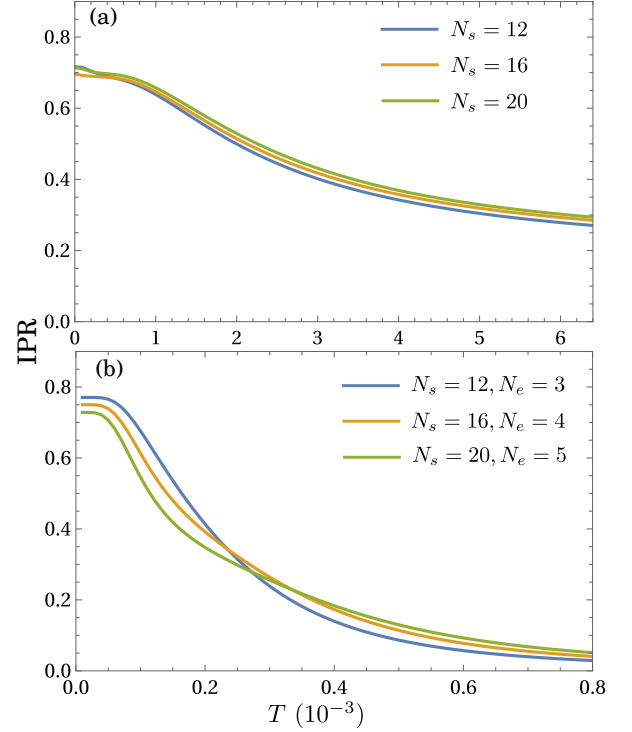 (a)
N_s = 12
N_s = 16
N_s = 20
0.8
0.6
0.4
0.2
0.0
0 1 2 3 4 5 6
IPR
(b)
N_s = 12, N_e = 3
N_s = 16, N_e = 4
N_s = 20, N_e = 5
0.8
0.6
0.4
0.2
0.0
0.0 0.2 0.4 0.6 0.8
T (10⁻³)